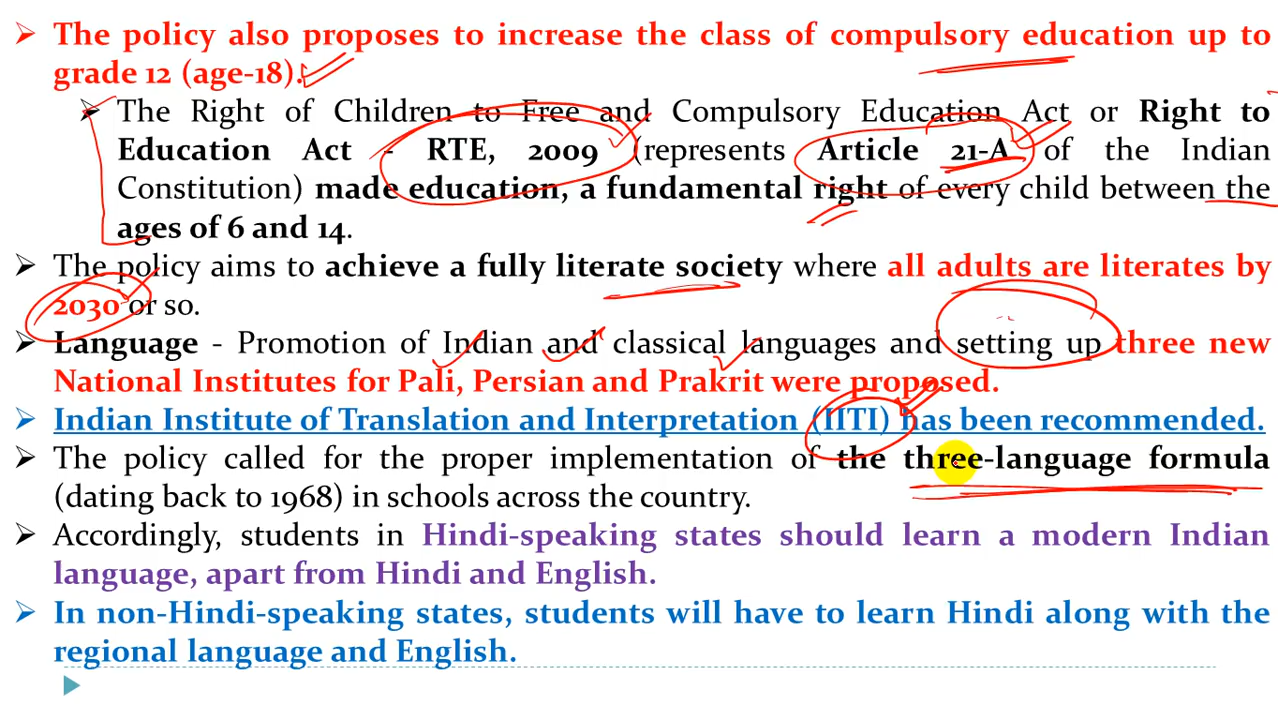 The policy also proposes to increase the class of compulsory education up to
grade 12 (age-18).
The Right of Children to Free and Compulsory Education Act or Right to
Education Act - RTE, 2009 (represents Article 21-A of the Indian
Constitution) made education, a fundamental right of every child between the
ages of 6 and 14.
The policy aims to achieve a fully literate society where all adults are literates by
2030 or so.
Language - Promotion of Indian and classical languages and setting up three new
National Institutes for Pali, Persian and Prakrit were proposed.
Indian Institute of Translation and Interpretation (IITI) has been recommended.
The policy called for the proper implementation of the three-language formula
(dating back to 1968) in schools across the country.
Accordingly, students in Hindi-speaking states should learn a modern Indian
language, apart from Hindi and English.
In non-Hindi-speaking states, students will have to learn Hindi along with the
regional language and English.